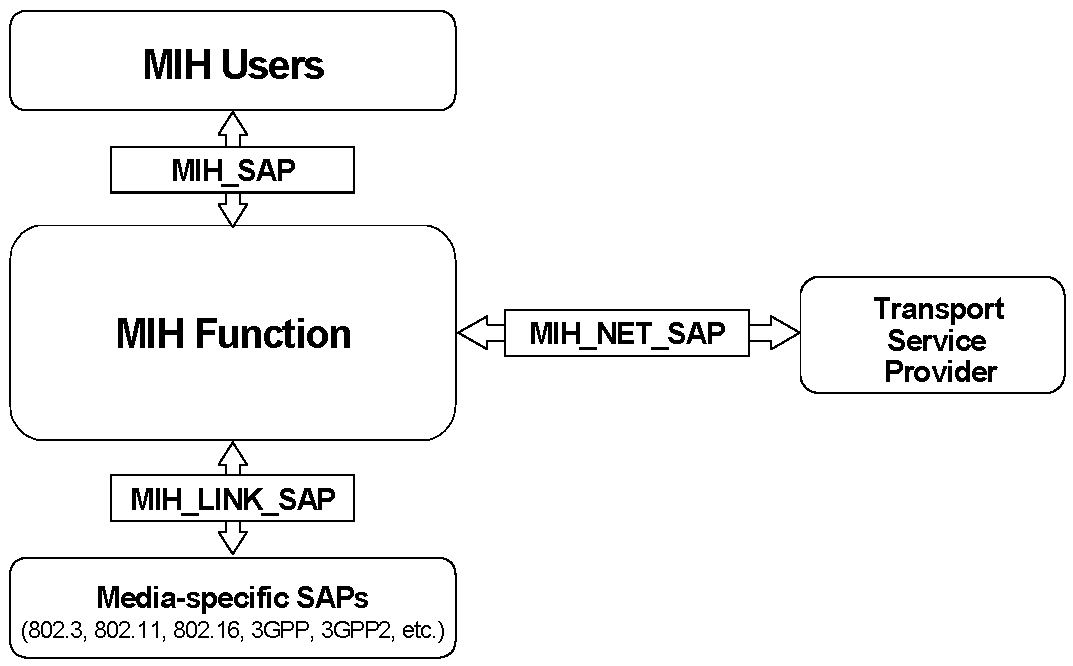 MIH Users
MIH_SAP
MIH Function
MIH_NET_SAP
Transport
Service
Provider
MIH_LINK_SAP
Media-specific SAPs
(802.3, 802.11, 802.16, 3GPP, 3GPP2, etc.)